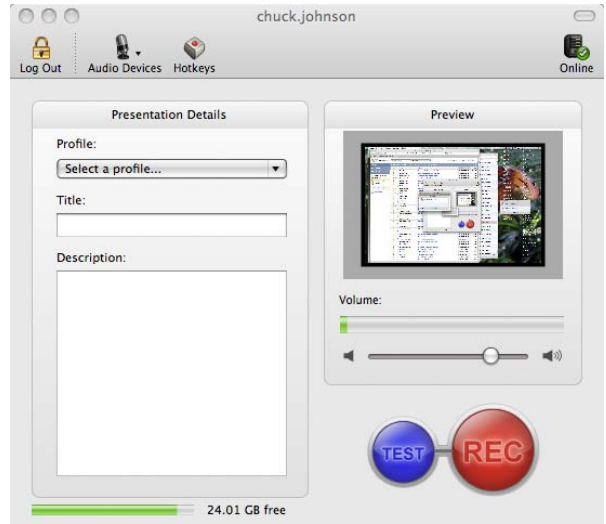 chuck.johnson
Log Out
Audio Devices
Hotkeys
Online
Presentation Details
Profile:
Select a profile...
Title:
Description:
24.01 GB free
Preview
Volume:
TEST
REC